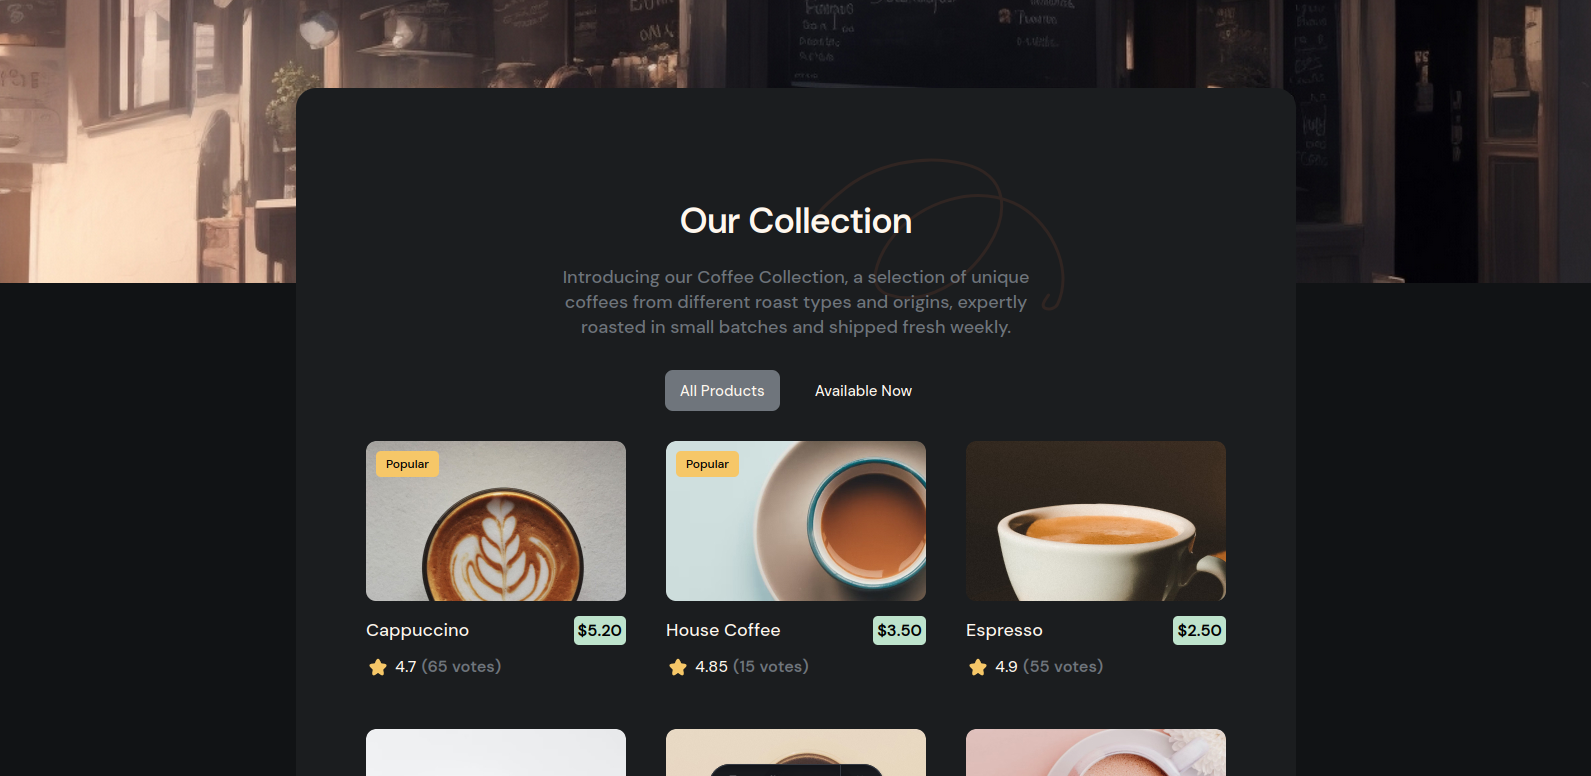 Our Collection
Introducing our Coffee Collection, a selection of unique
coffees from different roast types and origins, expertly
roasted in small batches and shipped fresh weekly.
All Products
Available Now
Popular
Popular
Cappuccino
$5.20
House Coffee
$3.50
Espresso
$2.50
4.7 (65 votes)
4.85 (15 votes)
4.9 (55 votes)